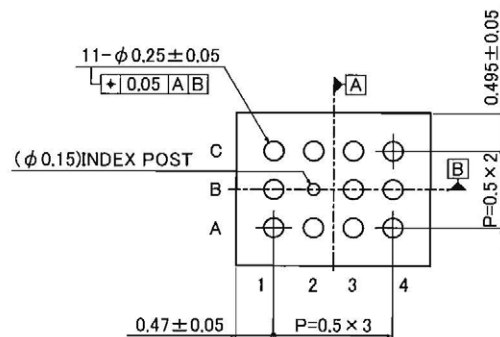 11-φ0.25±0.05
⌖ 0.05 A B
A
0.495±0.05
C
(φ0.15)INDEX POST
B
B
P=0.5×2
A
1 2 3 4
0.47±0.05
P=0.5×3